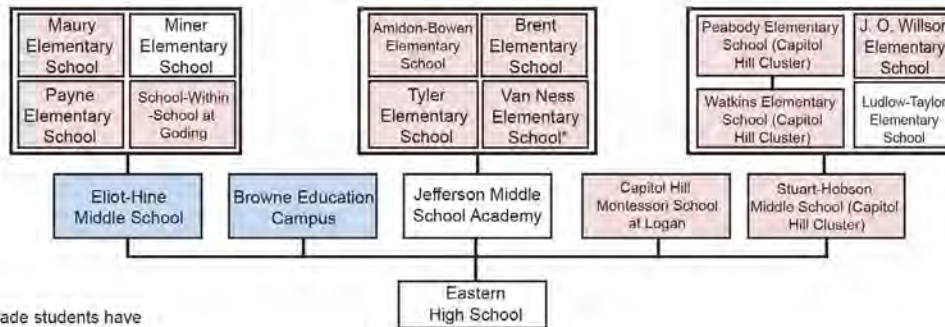 Maury
Elementary
School
Miner
Elementary
School
Payne
Elementary
School
School-Within
-School at
Goding
Amidon-Bowen
Elementary
School
Brent
Elementary
School
Tyler
Elementary
School
Van Ness
Elementary
School*
Peabody Elementary
School (Capitol
Hill Cluster)
J. O. Willson
Elementary
School
Watkins Elementary
School (Capitol
Hill Cluster)
Ludlow-Taylor
Elementary
School
Eliot-Hine
Middle School
Browne Education
Campus
Jefferson Middle
School Academy
Capitol Hill
Montessori School
at Logan
Stuart-Hobson
Middle School (Capitol
Hill Cluster)
Eastern
High School
ade students have